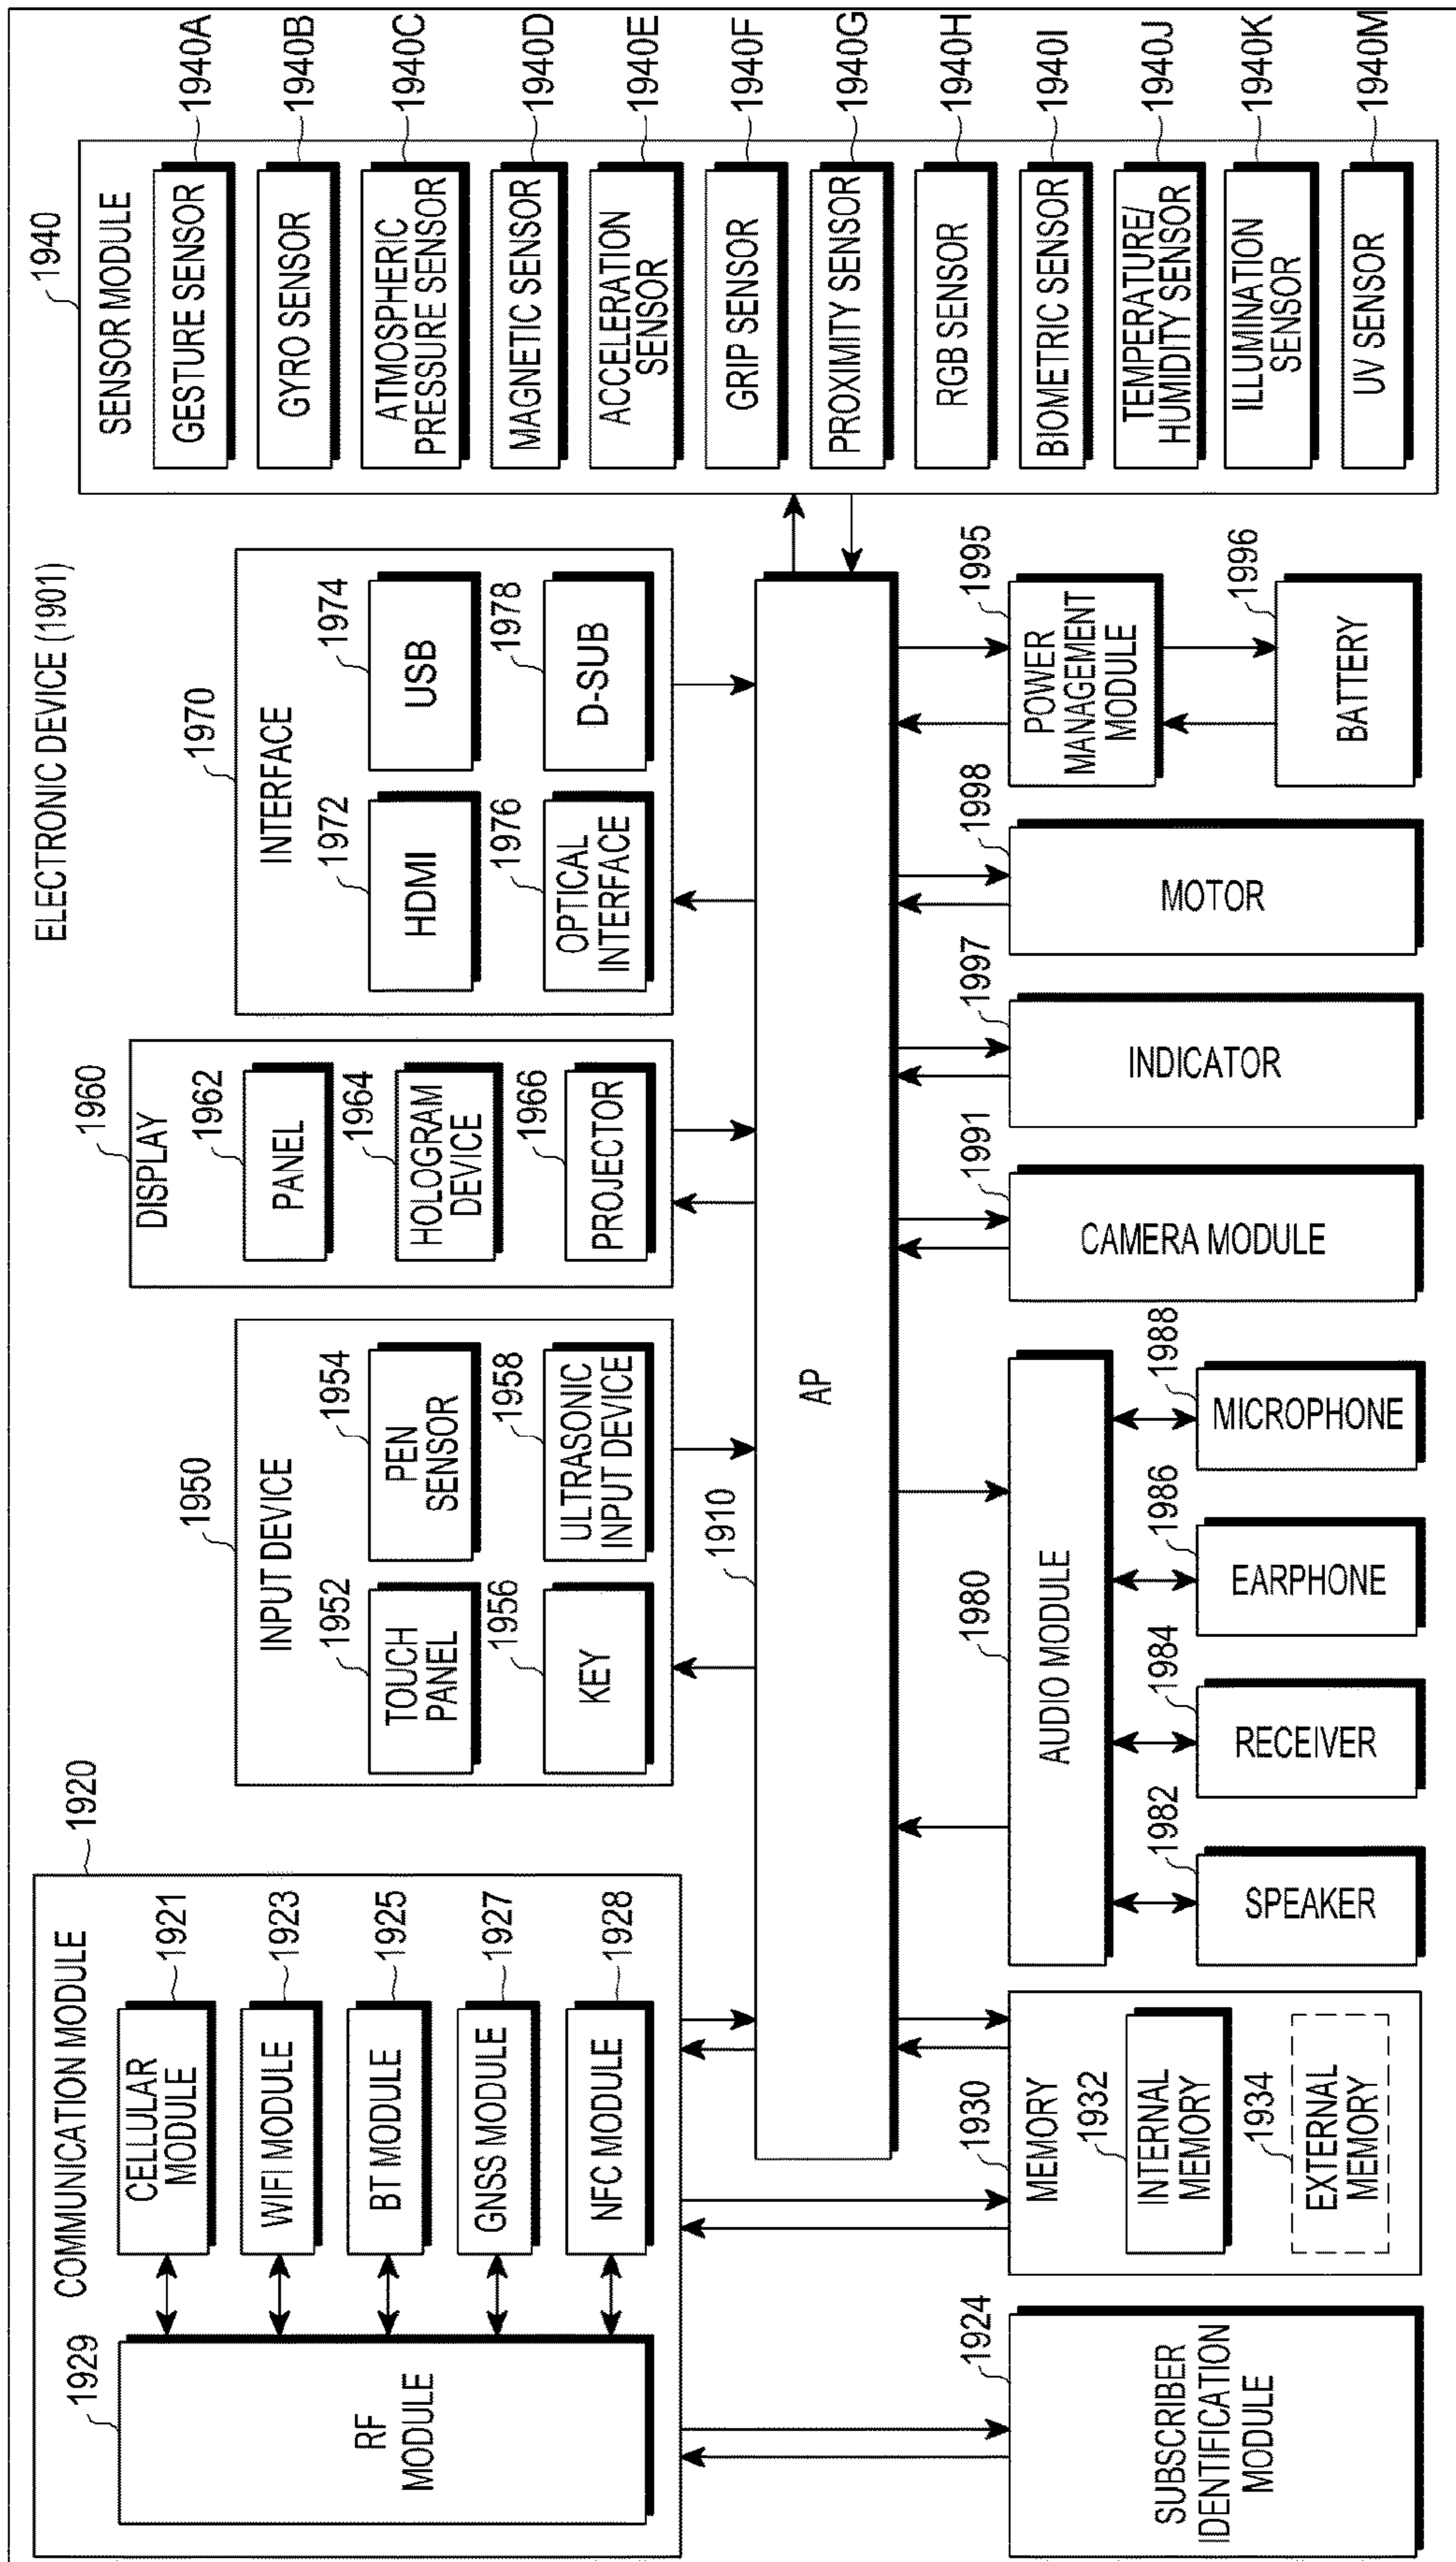 ELECTRONIC DEVICE (1901)
1920
COMMUNICATION MODULE
1929
RF
MODULE
CELLULAR
MODULE
1921
WIFI MODULE
1923
BT MODULE
1925
GNSS MODULE
1927
NFC MODULE
1928
1950
INPUT DEVICE
1952
TOUCH
PANEL
1954
PEN
SENSOR
1956
KEY
1958
ULTRASONIC
INPUT DEVICE
1960
DISPLAY
1962
PANEL
1964
HOLOGRAM
DEVICE
1966
PROJECTOR
1970
INTERFACE
1972
HDMI
1974
USB
1976
OPTICAL
INTERFACE
1978
D-SUB
1940
SENSOR MODULE
GESTURE SENSOR
1940A
GYRO SENSOR
1940B
ATMOSPHERIC
PRESSURE SENSOR
1940C
MAGNETIC SENSOR
1940D
ACCELERATION
SENSOR
1940E
GRIP SENSOR
1940F
PROXIMITY SENSOR
1940G
RGB SENSOR
1940H
BIOMETRIC SENSOR
1940I
TEMPERATURE/
HUMIDITY SENSOR
1940J
ILLUMINATION
SENSOR
1940K
UV SENSOR
1940M
1910
AP
1924
SUBSCRIBER
IDENTIFICATION
MODULE
1930
MEMORY
1932
INTERNAL
MEMORY
1934
EXTERNAL
MEMORY
1980
AUDIO MODULE
1982
SPEAKER
1984
RECEIVER
1986
EARPHONE
1988
MICROPHONE
1991
CAMERA MODULE
1997
INDICATOR
1998
MOTOR
1995
POWER
MANAGEMENT
MODULE
1996
BATTERY